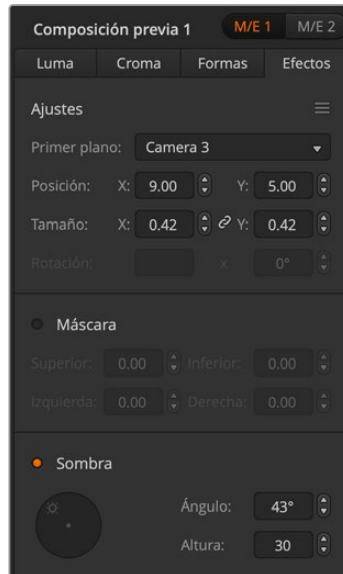 Composición previa 1 M/E 1 M/E 2
Luma Croma Formas Efectos
Ajustes
Primer plano: Camera 3
Posición: X: 9.00 Y: 5.00
Tamaño: X: 0.42 Y: 0.42
Rotación: x 0°
Máscara
Superior: 0.00 Inferior: 0.00
Izquierda: 0.00 Derecha: 0.00
Sombra
Ángulo: 43°
Altura: 30